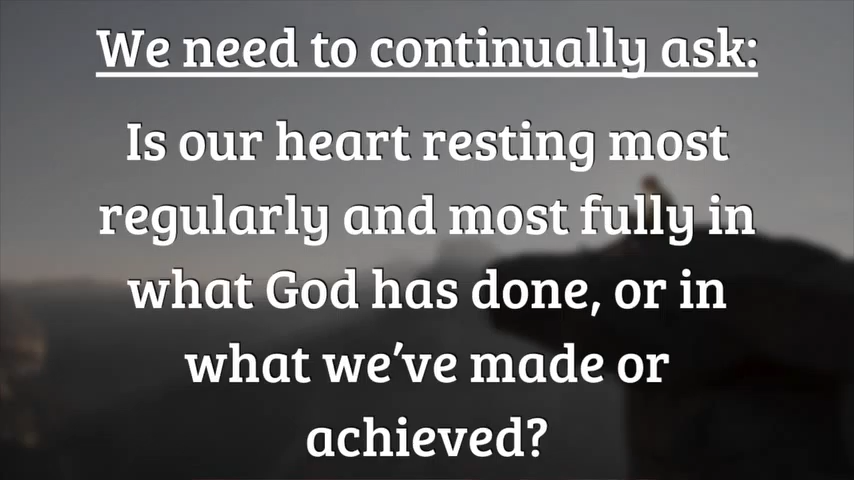 We need to continually ask:
Is our heart resting most
regularly and most fully in
what God has done, or in
what we've made or
achieved?